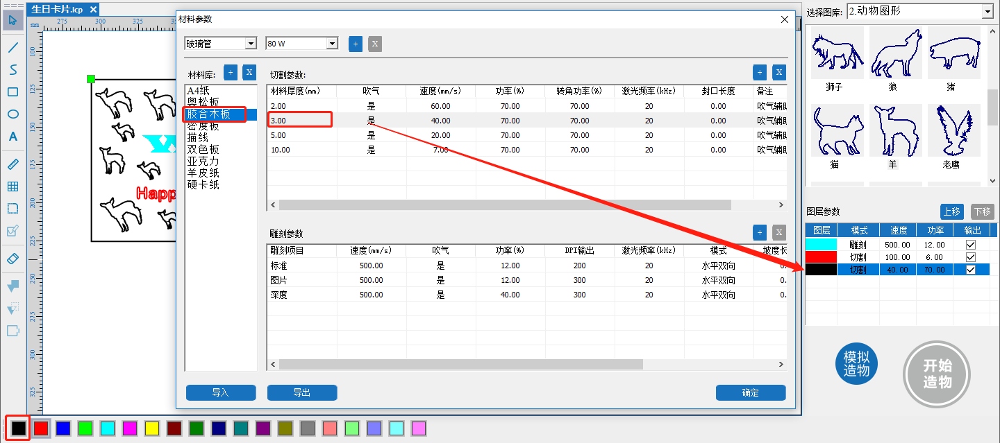 生日卡片.lcp ✕
mm 275 300
100 125 150 175 200 225 250 275 300 325
Happ
材料参数
玻璃管 80 W + X
材料库: + X
A4纸
奥松板
胶合木板
密度板
描线
双色板
亚克力
羊皮纸
硬卡纸
切割参数: + X
材料厚度(mm) 吹气 速度(mm/s) 功率(%) 转角功率(%) 激光频率(kHz) 封口长度 备注
2.00 是 60.00 70.00 70.00 20 0.00 吹气辅助
3.00 是 40.00 70.00 70.00 20 0.00 吹气辅助
5.00 是 20.00 70.00 70.00 20 0.00 吹气辅助
10.00 是 7.00 70.00 70.00 20 0.00 吹气辅助
雕刻参数 + X
雕刻项目 速度(mm/s) 吹气 功率(%) DPI输出 激光频率(kHz) 模式 坡度长
标准 500.00 是 12.00 200 20 水平双向 0.
图片 500.00 是 12.00 300 20 水平双向 0.
深度 500.00 是 40.00 300 20 水平双向 0.
导入 导出 确定
选择图库: 2.动物图形
狮子 狼 猪
猫 羊 老鹰
图层参数 上移 下移
图层 模式 速度 功率 输出
雕刻 500.00 12.00
切割 100.00 6.00
切割 40.00 70.00
模拟
造物
开始
造物